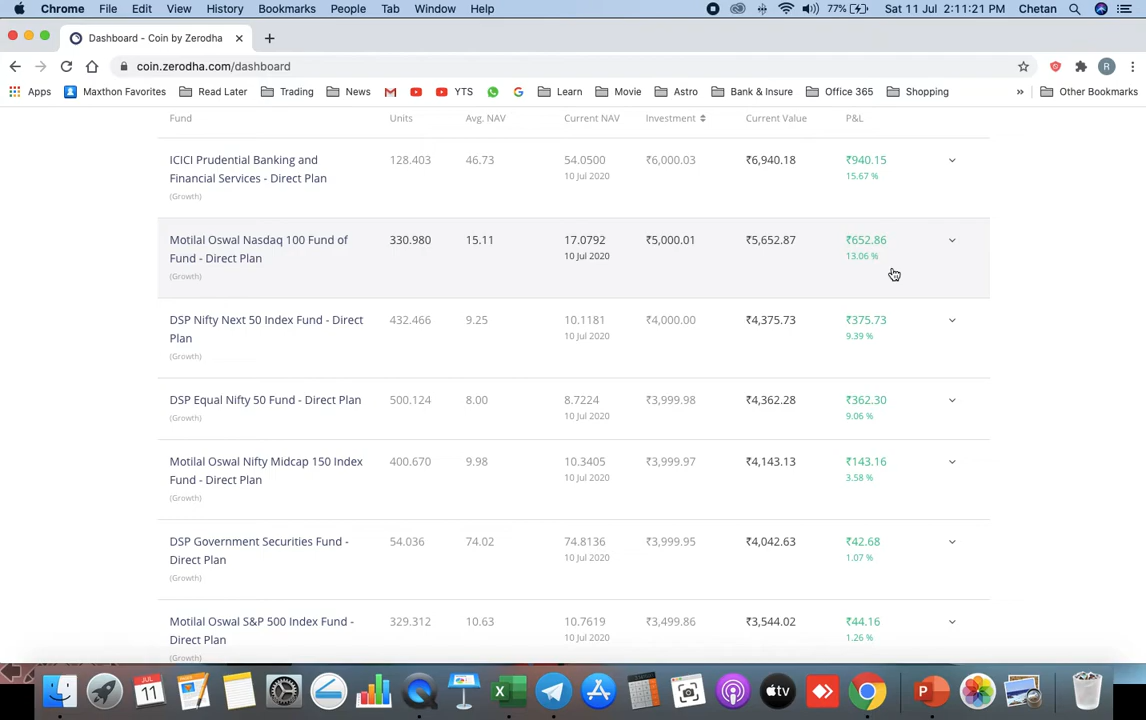 Chrome File Edit View History Bookmarks People Tab Window Help 77% Sat 11 Jul 2:11:21 PM Chetan
Dashboard - Coin by Zerodha
coin.zerodha.com/dashboard R
Apps Maxthon Favorites Read Later Trading News YTS Learn Movie Astro Bank & Insure Office 365 Shopping » Other Bookmarks
Fund Units Avg. NAV Current NAV Investment Current Value P&L
ICICI Prudential Banking and 128.403 46.73 54.0500 ₹6,000.03 ₹6,940.18 ₹940.15
Financial Services - Direct Plan 10 Jul 2020 15.67 %
(Growth)
Motilal Oswal Nasdaq 100 Fund of 330.980 15.11 17.0792 ₹5,000.01 ₹5,652.87 ₹652.86
Fund - Direct Plan 10 Jul 2020 13.06 %
(Growth)
DSP Nifty Next 50 Index Fund - Direct 432.466 9.25 10.1181 ₹4,000.00 ₹4,375.73 ₹375.73
Plan 10 Jul 2020 9.39 %
(Growth)
DSP Equal Nifty 50 Fund - Direct Plan 500.124 8.00 8.7224 ₹3,999.98 ₹4,362.28 ₹362.30
(Growth) 10 Jul 2020 9.06 %
Motilal Oswal Nifty Midcap 150 Index 400.670 9.98 10.3405 ₹3,999.97 ₹4,143.13 ₹143.16
Fund - Direct Plan 10 Jul 2020 3.58 %
(Growth)
DSP Government Securities Fund - 54.036 74.02 74.8136 ₹3,999.95 ₹4,042.63 ₹42.68
Direct Plan 10 Jul 2020 1.07 %
(Growth)
Motilal Oswal S&P 500 Index Fund - 329.312 10.63 10.7619 ₹3,499.86 ₹3,544.02 ₹44.16
Direct Plan 10 Jul 2020 1.26 %
(Growth)
JUL 11 X tv P